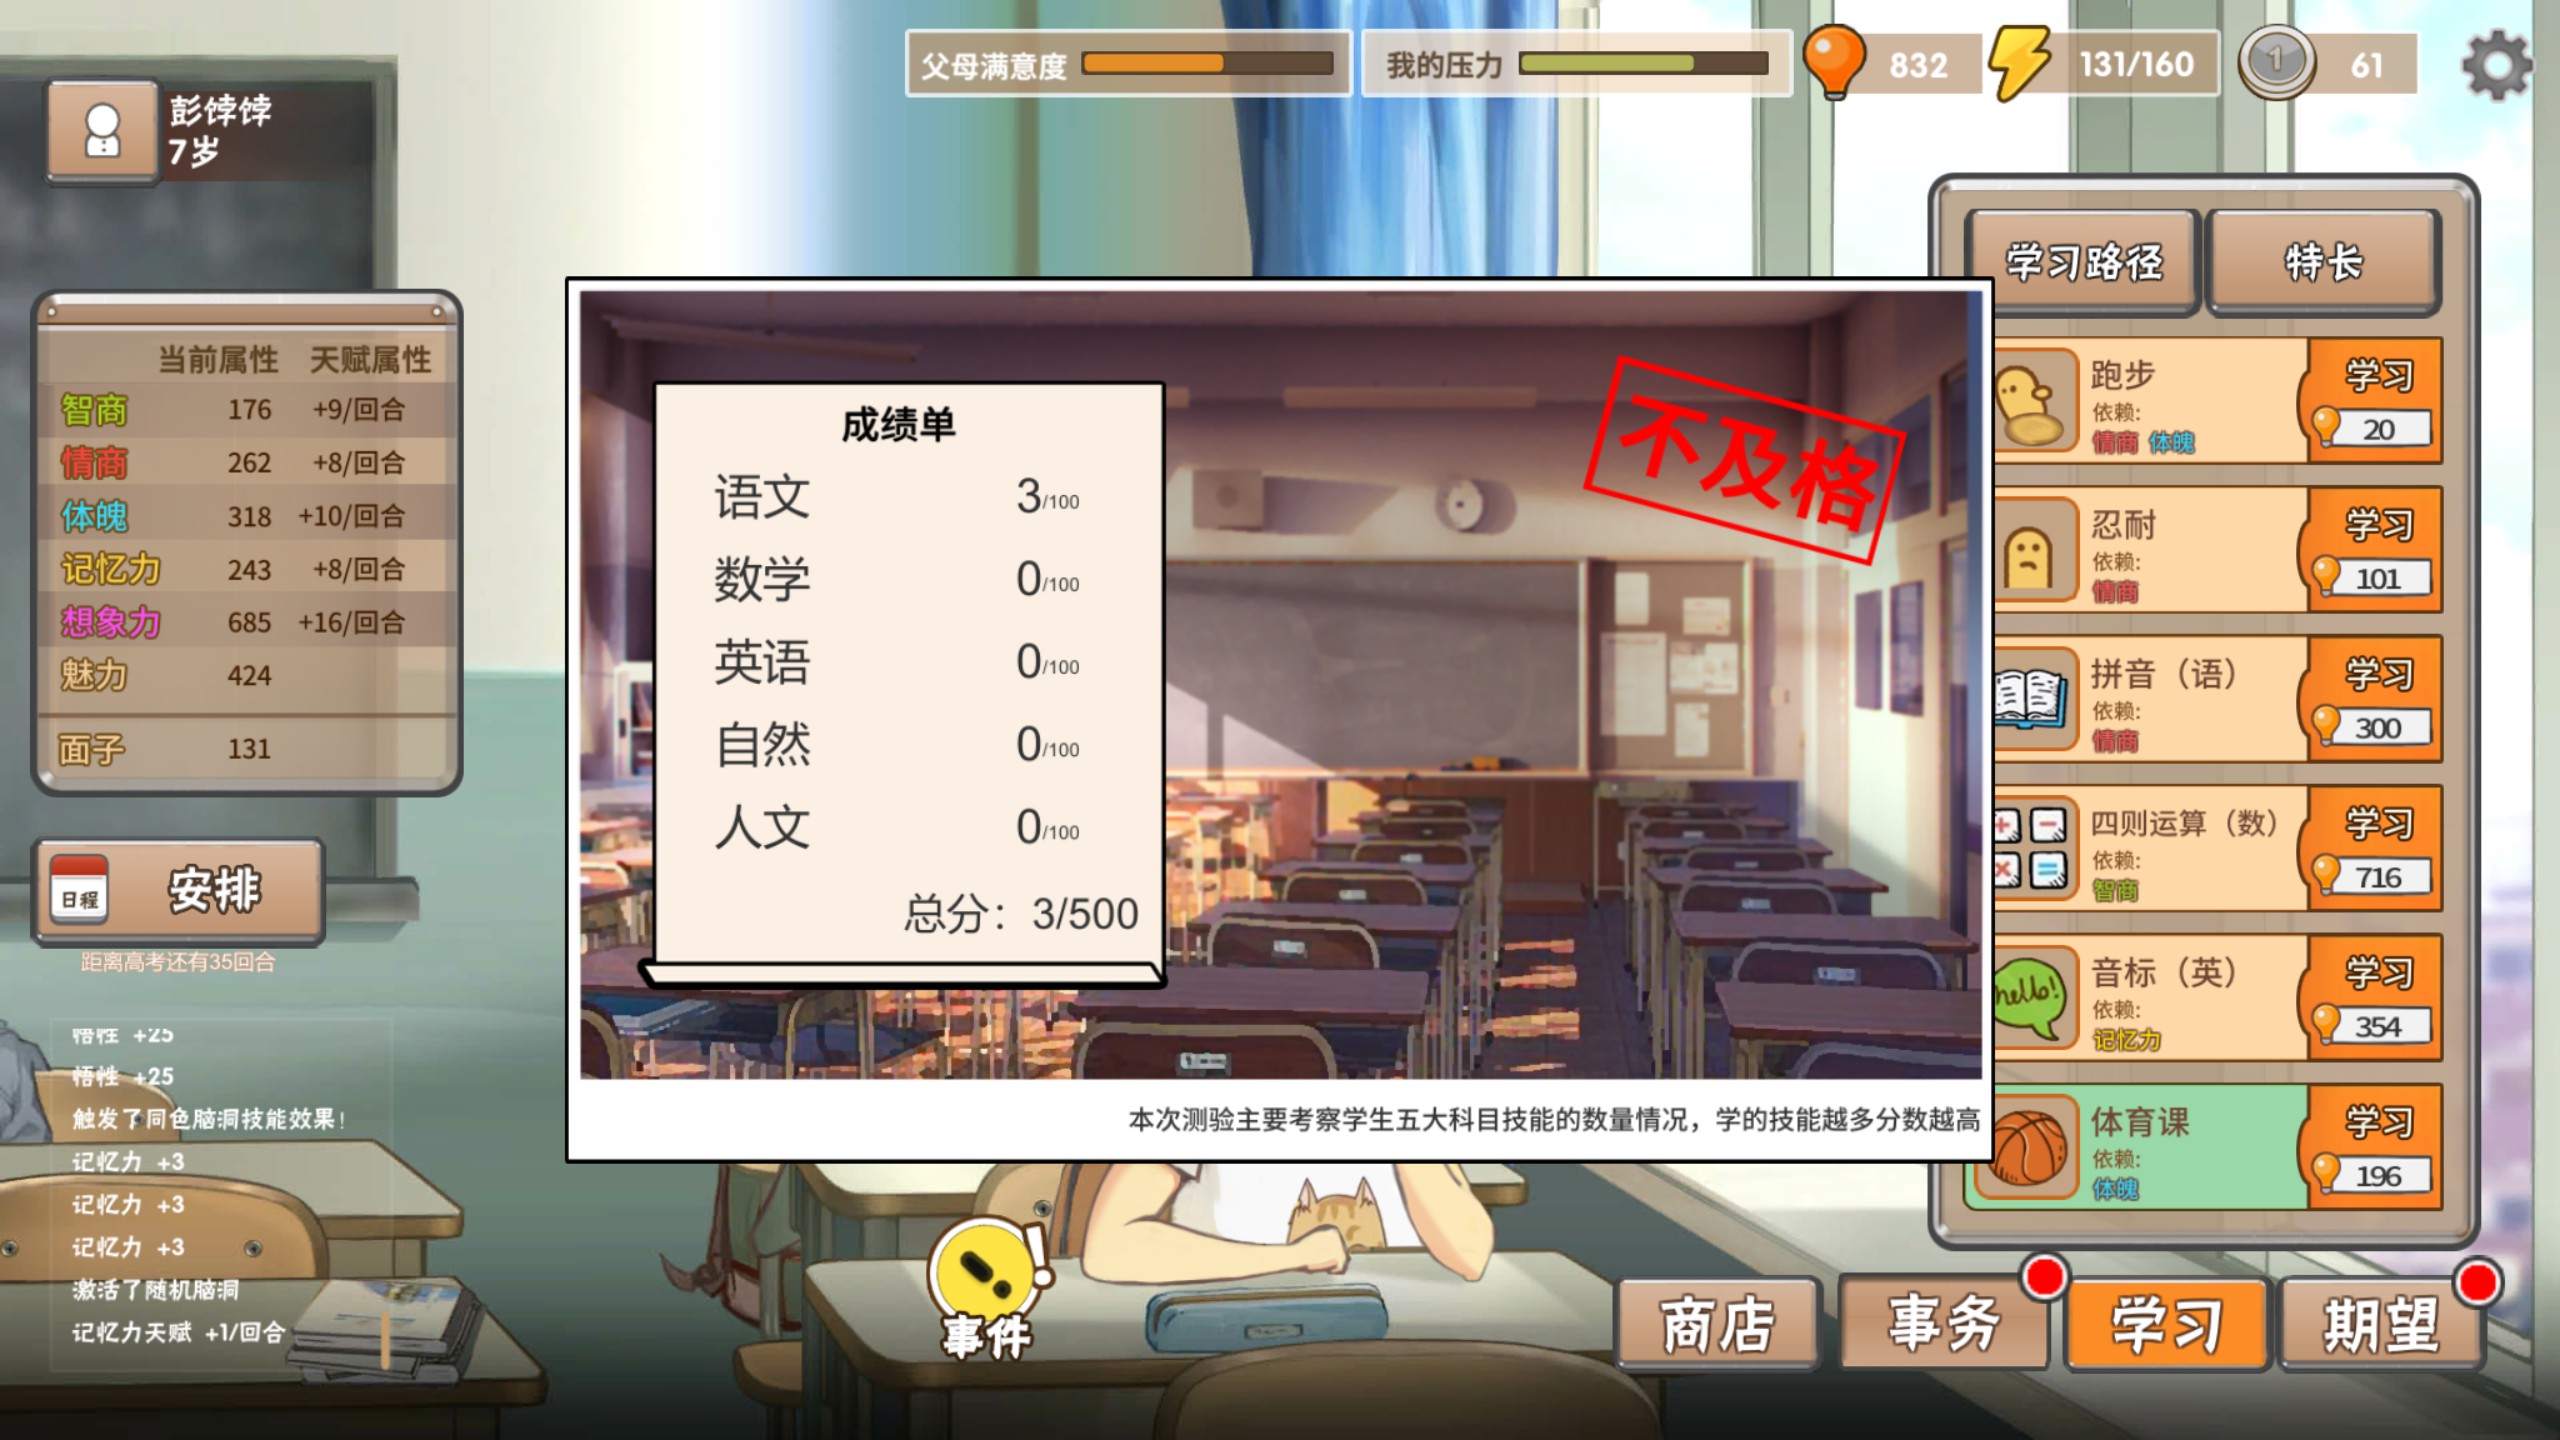 父母满意度
我的压力
832
131/160
1
61
彭饽饽
7岁
当前属性 天赋属性
智商 176 +9/回合
情商 262 +8/回合
体魄 318 +10/回合
记忆力 243 +8/回合
想象力 685 +16/回合
魅力 424
面子 131
日程
安排
距离高考还有35回合
悟性 +25
悟性 +25
触发了同色脑洞技能效果！
记忆力 +3
记忆力 +3
记忆力 +3
激活了随机脑洞
记忆力天赋 +1/回合
成绩单
语文 3/100
数学 0/100
英语 0/100
自然 0/100
人文 0/100
总分：3/500
不及格
本次测验主要考察学生五大科目技能的数量情况，学的技能越多分数越高
事件
学习路径
特长
跑步
依赖:
情商 体魄
学习
20
忍耐
依赖:
情商
学习
101
拼音（语）
依赖:
情商
学习
300
四则运算（数）
依赖:
智商
学习
716
hello!
音标（英）
依赖:
记忆力
学习
354
体育课
依赖:
体魄
学习
196
商店
事务
学习
期望